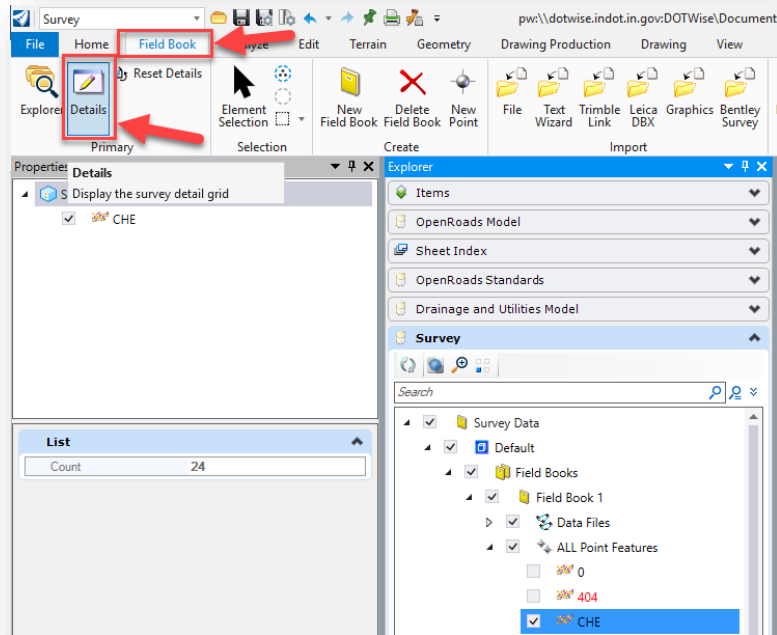 Survey
pw:\\dotwise.indot.in.gov:DOTWise\Document
File Home Field Book Edit Terrain Geometry Drawing Production Drawing View
Reset Details
Explorer Details Element Selection New Field Book Delete Field Book New Point File Text Wizard Trimble Link Leica DBX Graphics Bentley Survey
Primary Selection Create Import
Properties Explorer
Details
Display the survey detail grid
CHE
Items
OpenRoads Model
Sheet Index
OpenRoads Standards
Drainage and Utilities Model
Survey
Search
Survey Data
Default
Field Books
Field Book 1
Data Files
ALL Point Features
0
404
CHE
List
Count 24